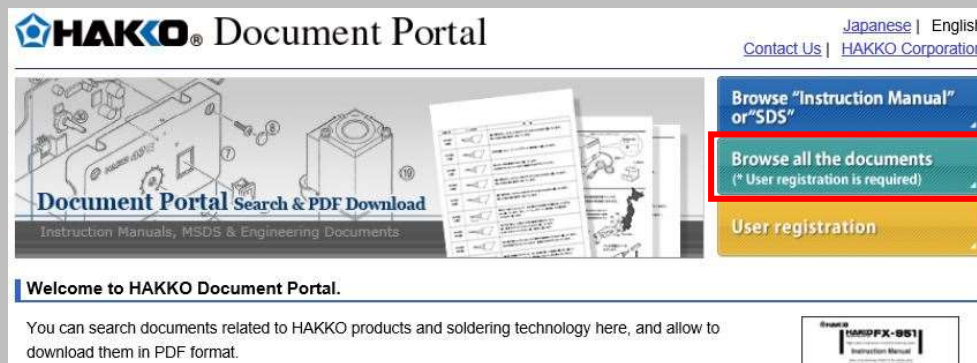 HAKKO® Document Portal
Japanese | English
Contact Us | HAKKO Corporation
Document Portal Search & PDF Download
Instruction Manuals, MSDS & Engineering Documents
Browse "Instruction Manual"
or"SDS"
Browse all the documents
(* User registration is required)
User registration
Welcome to HAKKO Document Portal.
You can search documents related to HAKKO products and soldering technology here, and allow to
download them in PDF format.
HAKKO FX-951
Instruction Manual